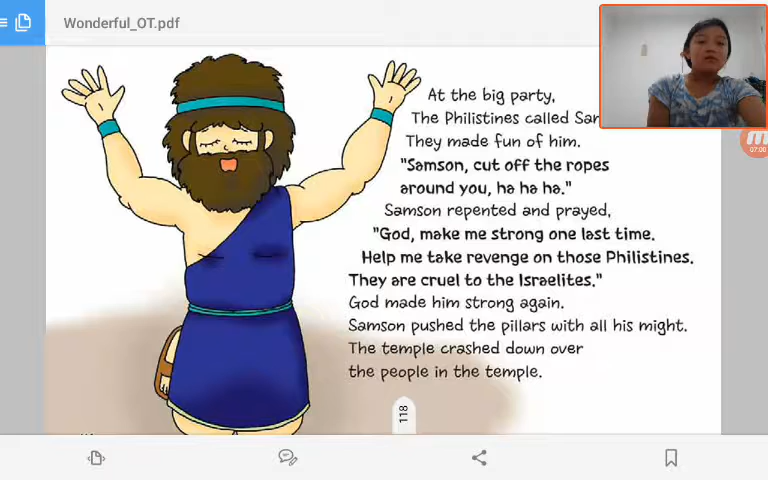 Wonderful_OT.pdf
At the big party,
The Philistines called
They made fun of him.
"Samson, cut off the ropes
around you, ha ha ha."
Samson repented and prayed,
"God, make me strong one last time.
Help me take revenge on those Philistines.
They are cruel to the Israelites."
God made him strong again.
Samson pushed the pillars with all his might.
The temple crashed down over
the people in the temple.
118
07:06